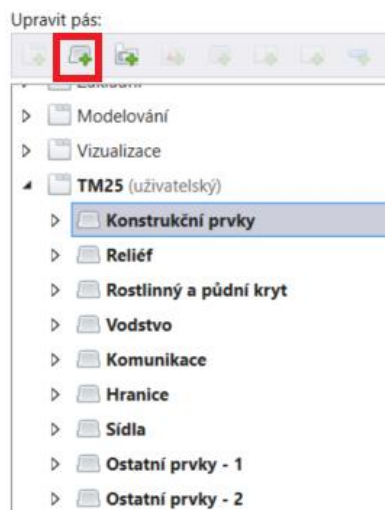 Upravit pás:
Základní
Modelování
Vizualizace
TM25 (uživatelský)
Konstrukční prvky
Reliéf
Rostlinný a půdní kryt
Vodstvo
Komunikace
Hranice
Sídla
Ostatní prvky - 1
Ostatní prvky - 2